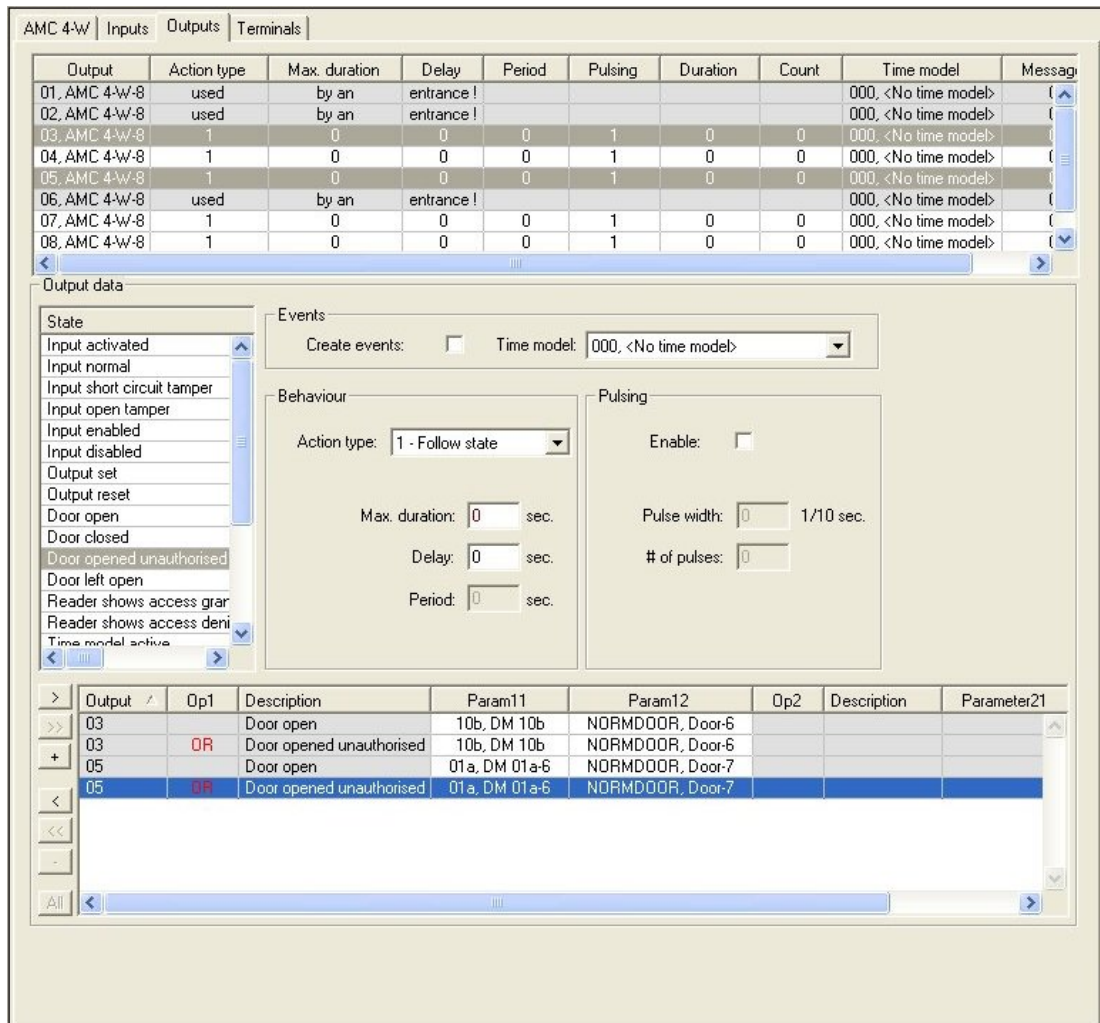 AMC 4-W Inputs Outputs Terminals
Output Action type Max. duration Delay Period Pulsing Duration Count Time model Messag
01, AMC 4-W-8 used by an entrance ! 000, <No time model>
02, AMC 4-W-8 used by an entrance ! 000, <No time model>
03, AMC 4-W-8 1 0 0 0 1 0 0 000, <No time model>
04, AMC 4-W-8 1 0 0 0 1 0 0 000, <No time model>
05, AMC 4-W-8 1 0 0 0 1 0 0 000, <No time model>
06, AMC 4-W-8 used by an entrance ! 000, <No time model>
07, AMC 4-W-8 1 0 0 0 1 0 0 000, <No time model>
08, AMC 4-W-8 1 0 0 0 1 0 0 000, <No time model>
Output data
State
Input activated
Input normal
Input short circuit tamper
Input open tamper
Input enabled
Input disabled
Output set
Output reset
Door open
Door closed
Door opened unauthorised
Door left open
Reader shows access gran
Reader shows access deni
Time model active
Events
Create events: Time model: 000, <No time model>
Behaviour
Action type: 1 - Follow state
Max. duration: 0 sec.
Delay: 0 sec.
Period: 0 sec.
Pulsing
Enable:
Pulse width: 0 1/10 sec.
# of pulses: 0
> >> + < << - All
Output Op1 Description Param11 Param12 Op2 Description Parameter21
03 Door open 10b, DM 10b NORMDOOR, Door-6
03 OR Door opened unauthorised 10b, DM 10b NORMDOOR, Door-6
05 Door open 01a, DM 01a-6 NORMDOOR, Door-7
05 OR Door opened unauthorised 01a, DM 01a-6 NORMDOOR, Door-7